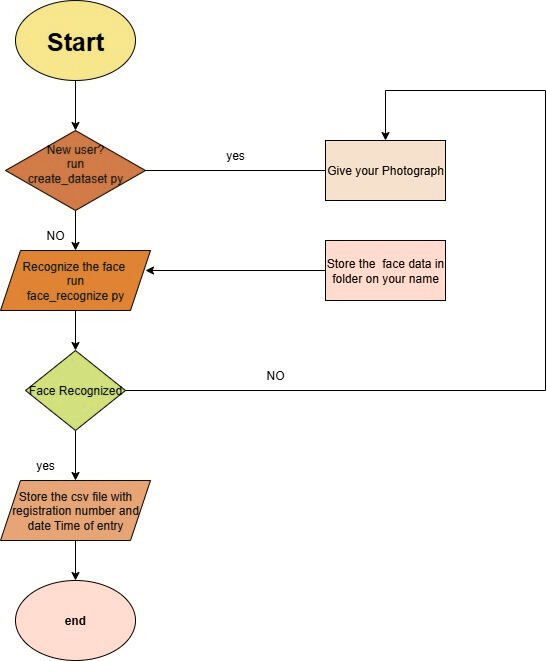 Start
New user?
run
create_dataset py
yes
Give your Photograph
NO
Recognize the face
run
face_recognize py
Store the face data in
folder on your name
Face Recognized
NO
yes
Store the csv file with
registration number and
date Time of entry
end